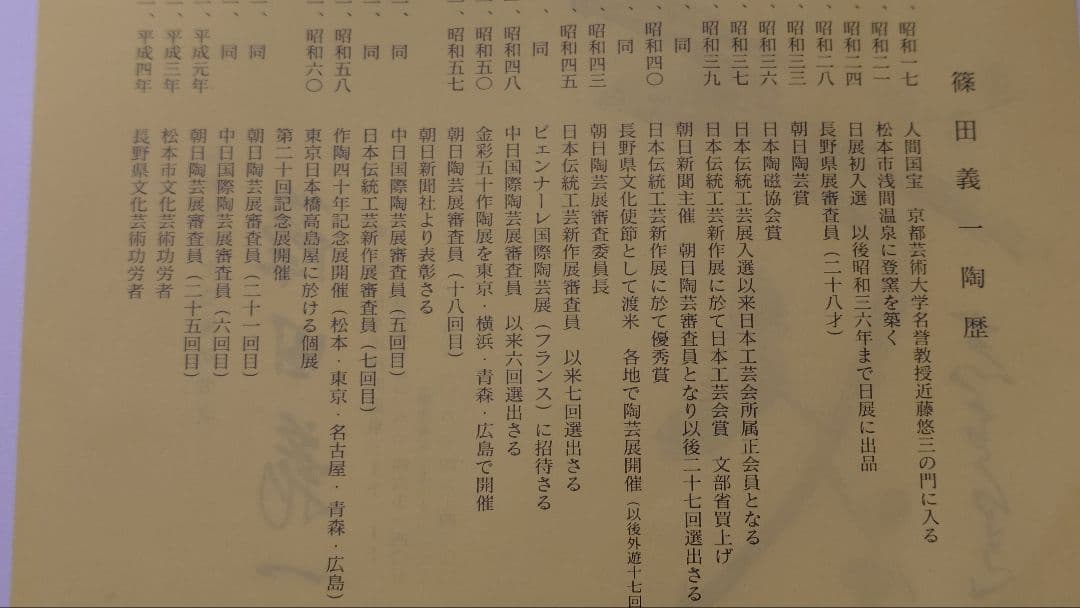 篠田義一陶歴
一、昭和一七 人間国宝 京都芸術大学名誉教授近藤悠三の門に入る
一、昭和二一 松本市浅間温泉に登窯を築く
一、昭和二四 日展初入選 以後昭和三六年まで日展に出品
一、昭和二八 長野県展審査員(二十八才)
一、昭和三三 朝日陶芸賞
一、昭和三六 日本陶磁協会賞
一、昭和三七 日本伝統工芸展入選以来日本工芸会所属正会員となる
一、昭和三九 日本伝統工芸新作展に於て日本工芸会賞 文部省買上げ
一、同 朝日新聞主催 朝日陶芸審査員となり以後二十七回選出さる
一、昭和四〇 日本伝統工芸新作展に於て優秀賞
一、同 長野県文化使節として渡米 各地で陶芸展開催(以後外遊十七回
一、昭和四三 朝日陶芸展審査委員長
一、昭和四五 日本伝統工芸新作展審査員 以来七回選出さる
一、同 ビェンナーレ国際陶芸展(フランス)に招待さる
一、昭和四八 中日国際陶芸展審査員 以来六回選出さる
一、昭和五〇 金彩五十作陶展を東京・横浜・青森・広島で開催
一、昭和五七 朝日陶芸展審査員(十八回目)
朝日新聞社より表彰さる
一、同 中日国際陶芸展審査員(五回目)
一、同 日本伝統工芸新作展審査員(七回目)
一、昭和五八 作陶四十年記念展開催(松本・東京・名古屋・青森・広島)
一、昭和六〇 東京日本橋高島屋に於ける個展
第二十回記念展開催
一、同 朝日陶芸展審査員(二十一回目)
一、同 中日国際陶芸展審査員(六回目)
一、平成元年 朝日陶芸展審査員(二十五回目)
一、平成三年 松本市文化芸術功労者
一、平成四年 長野県文化芸術功労者